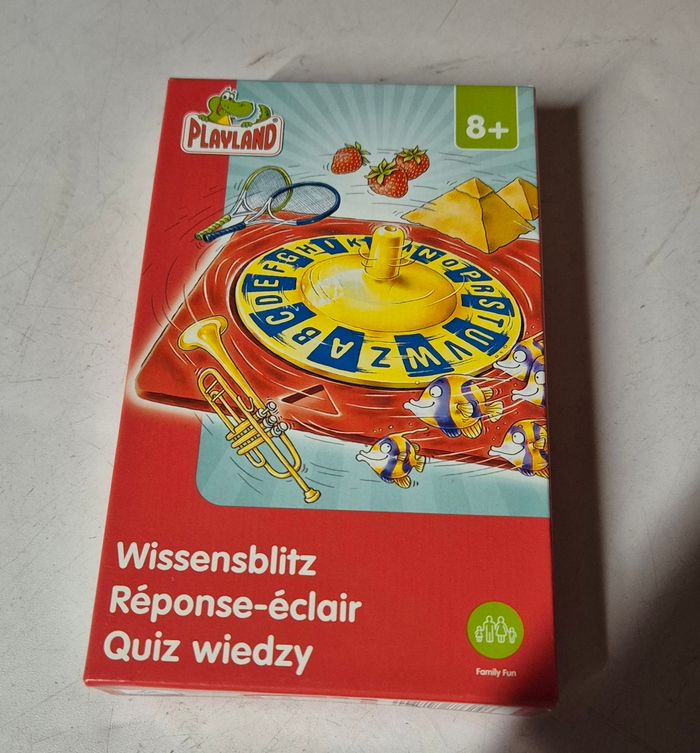 PLAYLAND®
8+
A B C D E F G H I K N O P R S T U V W Z
Wissensblitz
Réponse-éclair
Quiz wiedzy
Family Fun